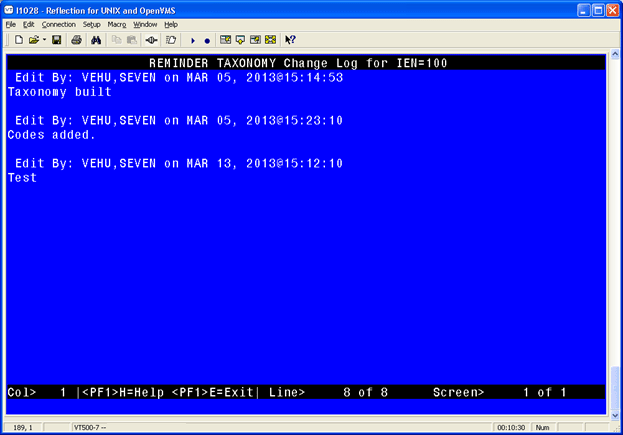 I1028 - Reflection for UNIX and OpenVMS
File Edit Connection Setup Macro Window Help
REMINDER TAXONOMY Change Log for IEN=100
Edit By: VEHU,SEVEN on MAR 05, 2013@15:14:53
Taxonomy built
Edit By: VEHU,SEVEN on MAR 05, 2013@15:23:10
Codes added.
Edit By: VEHU,SEVEN on MAR 13, 2013@15:12:10
Test
Col> 1 |<PF1>H=Help <PF1>E=Exit| Line> 8 of 8 Screen> 1 of 1
189, 1 VT500-7 -- 00:10:30 Num